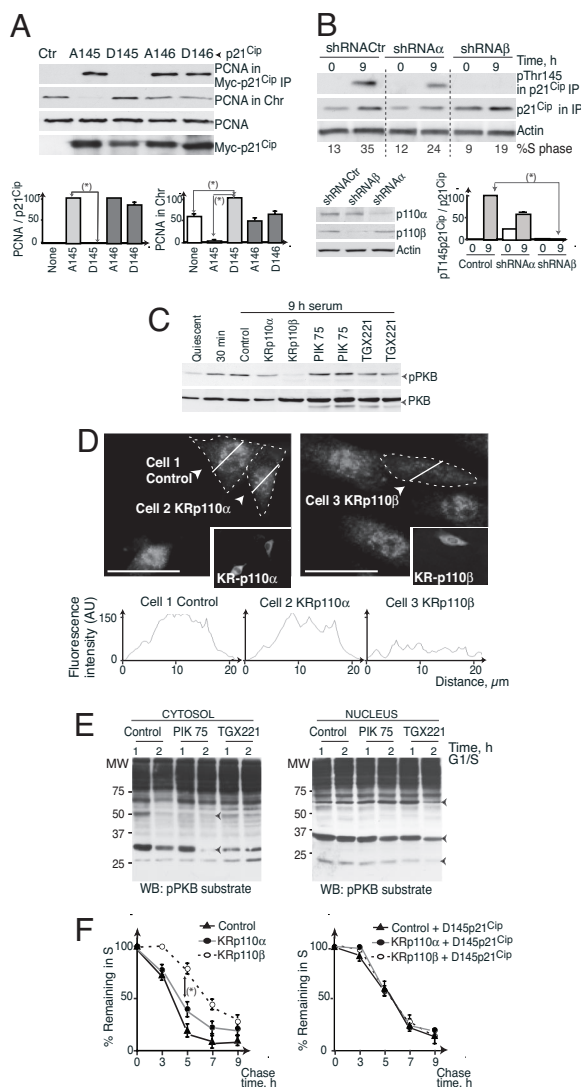 A
Ctr A145 D145 A146 D146 p21Cip
PCNA in
Myc-p21Cip IP
PCNA in Chr
PCNA
Myc-p21Cip
PCNA / p21Cip
100
50
0
None
A145
D145
A146
D146
(*)
PCNA in Chr
100
50
0
None
A145
D145
A146
D146
(*)
(*)
B
shRNACtr shRNAα shRNAβ
0 9 0 9 0 9 Time, h
pThr145
in p21Cip IP
p21Cip in IP
Actin
13 35 12 24 9 19 %S phase
shRNACtr
shRNAβ
shRNAα
p110α
p110β
Actin
pT145p21Cip / p21Cip
100
50
0
(*)
0 9 0 9 0 9
Control shRNAα shRNAβ
C
9 h serum
Quiescent
30 min
Control
KRp110α
KRp110β
PIK 75
PIK 75
TGX221
TGX221
pPKB
PKB
D
Cell 1
Control
Cell 2 KRp110α
KR-p110α
Cell 3 KRp110β
KR-p110β
Cell 1 Control Cell 2 KRp110α Cell 3 KRp110β
Fluorescence
intensity (AU)
150
0
0 10 20 0 10 20 0 10 20
Distance, µm
E
CYTOSOL NUCLEUS
Control PIK 75 TGX221 Control PIK 75 TGX221
1 2 1 2 1 2 1 2 1 2 1 2 Time, h
G1/S
MW
75
50
37
25
MW
75
50
37
25
WB: pPKB substrate WB: pPKB substrate
F
Control
KRp110α
KRp110β
% Remaining in S
100
50
0
(*)
0 3 5 7 9
Chase
time, h
Control + D145p21Cip
KRp110α + D145p21Cip
KRp110β + D145p21Cip
% Remaining in S
100
50
0
0 3 5 7 9
Chase
time, h